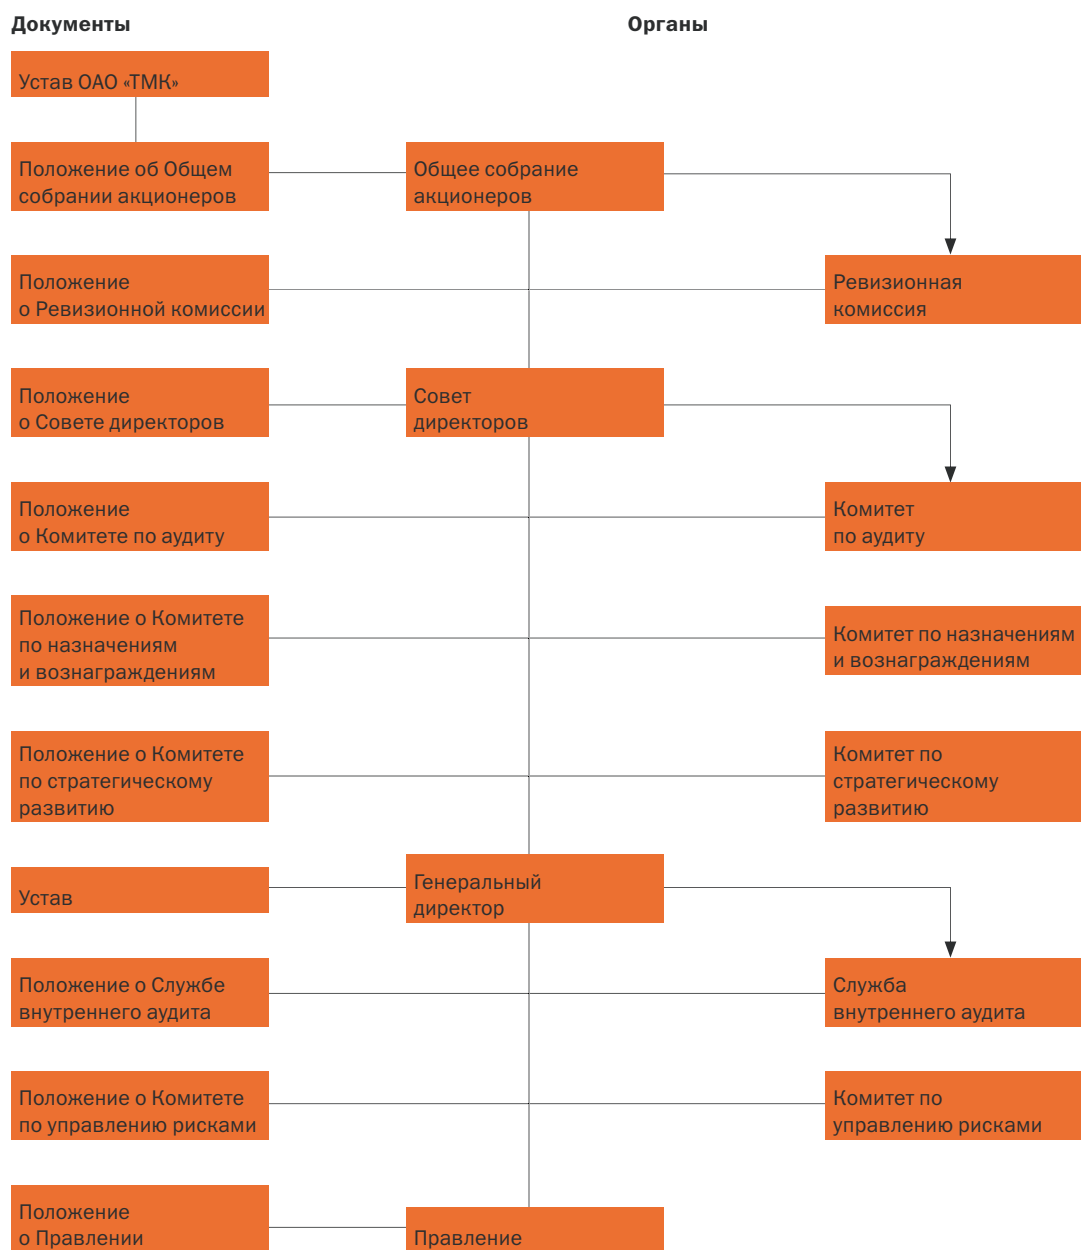 Документы
Органы
Устав ОАО «ТМК»
Положение об Общем
собрании акционеров
Общее собрание
акционеров
Положение
о Ревизионной комиссии
Ревизионная
комиссия
Положение
о Совете директоров
Совет
директоров
Положение
о Комитете по аудиту
Комитет
по аудиту
Положение о Комитете
по назначениям
и вознаграждениям
Комитет по назначениям
и вознаграждениям
Положение о Комитете
по стратегическому
развитию
Комитет по
стратегическому
развитию
Устав
Генеральный
директор
Положение о Службе
внутреннего аудита
Служба
внутреннего аудита
Положение о Комитете
по управлению рисками
Комитет по
управлению рисками
Положение
о Правлении
Правление